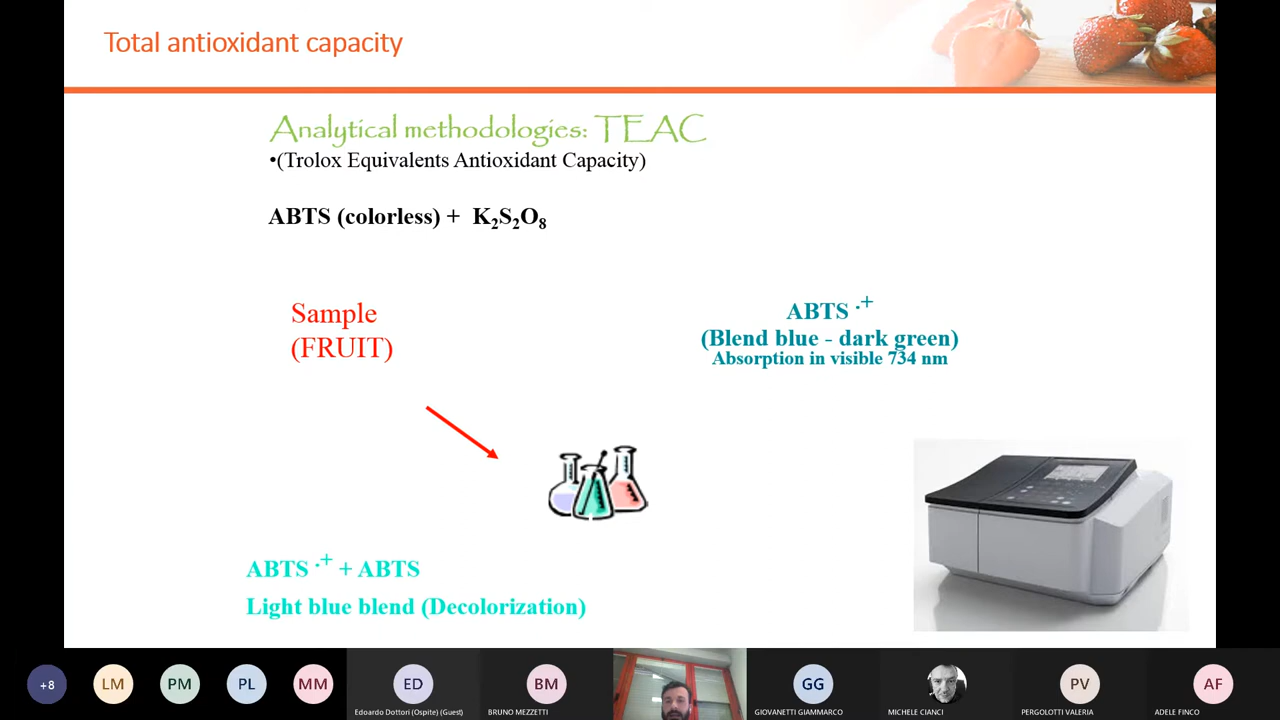 Total antioxidant capacity
Analytical methodologies: TEAC
•(Trolox Equivalents Antioxidant Capacity)
ABTS (colorless) + K₂S₂O₈
Sample
(FRUIT)
ABTS ·⁺
(Blend blue - dark green)
Absorption in visible 734 nm
ABTS ·⁺ + ABTS
Light blue blend (Decolorization)
+8
LM
PM
PL
MM
ED
BM
GG
PV
AF
Edoardo Dottori (Ospite) (Guest)
BRUNO MEZZETTI
GIOVANETTI GIAMMARCO
MICHELE CIANCI
PERGOLOTTI VALERIA
ADELE FINCO